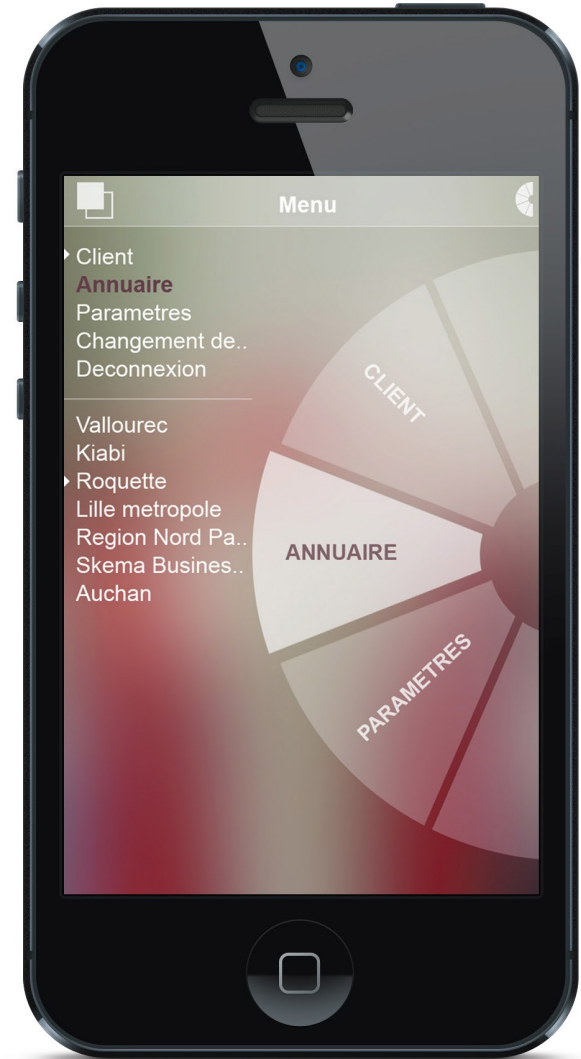 Menu
Client
Annuaire
Parametres
Changement de..
Deconnexion
Vallourec
Kiabi
Roquette
Lille metropole
Region Nord Pa..
Skema Busines..
Auchan
CLIENT
ANNUAIRE
PARAMETRES